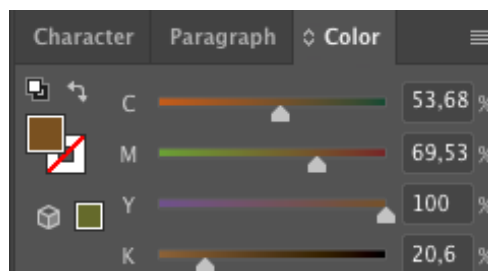 Character Paragraph Color
C 53,68 %
M 69,53 %
Y 100 %
K 20,6 %